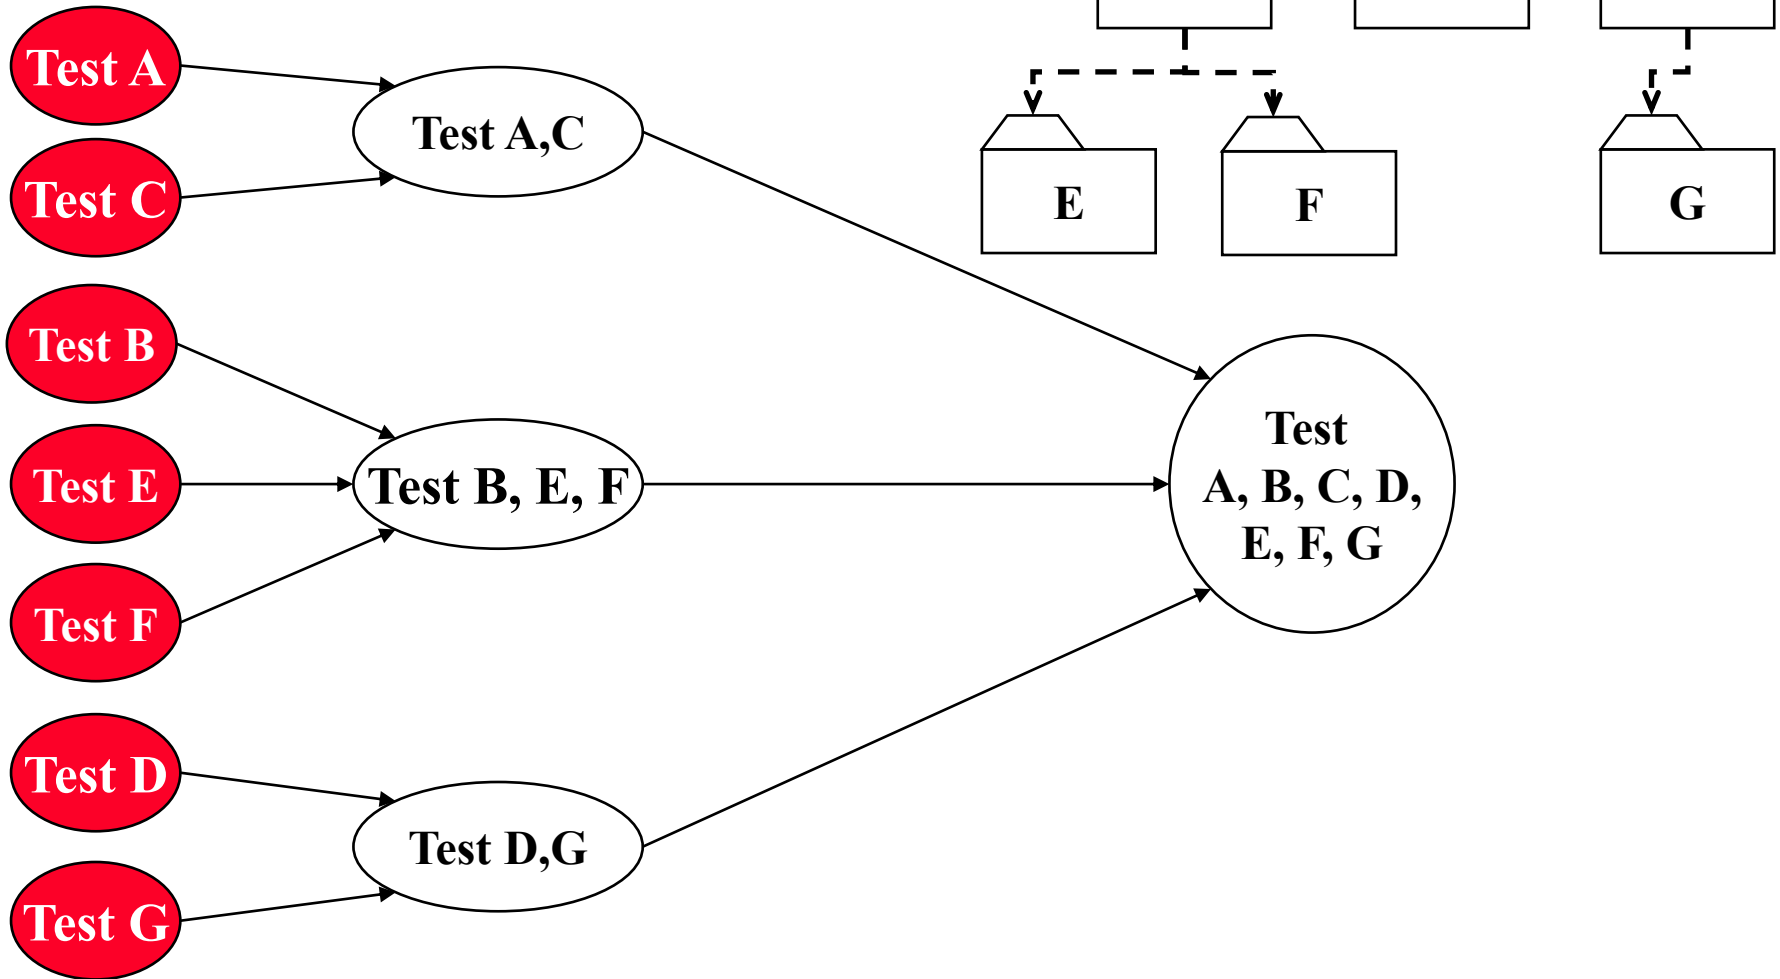 Test A
Test C
Test A,C
E
F
G
Test B
Test E
Test F
Test B, E, F
Test
A, B, C, D,
E, F, G
Test D
Test G
Test D,G